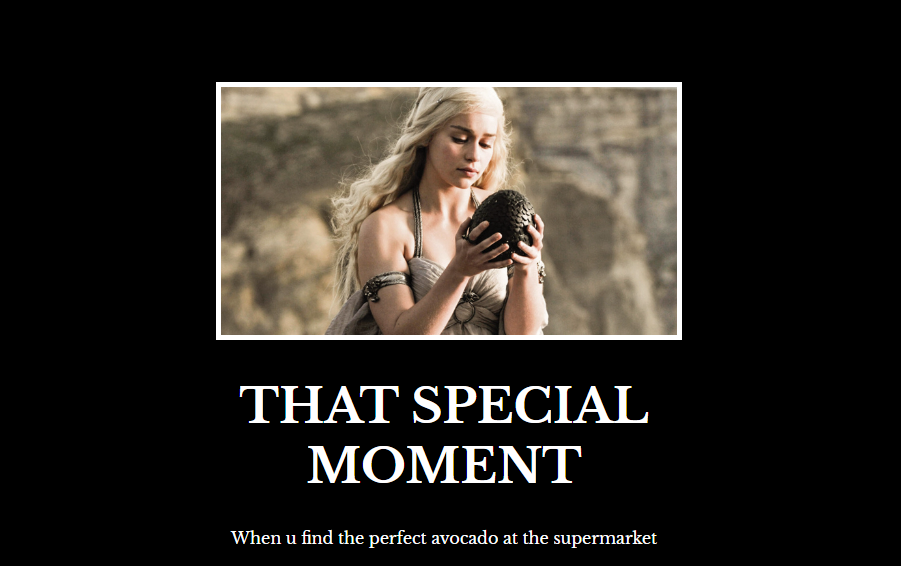 THAT SPECIAL
MOMENT
When u find the perfect avocado at the supermarket